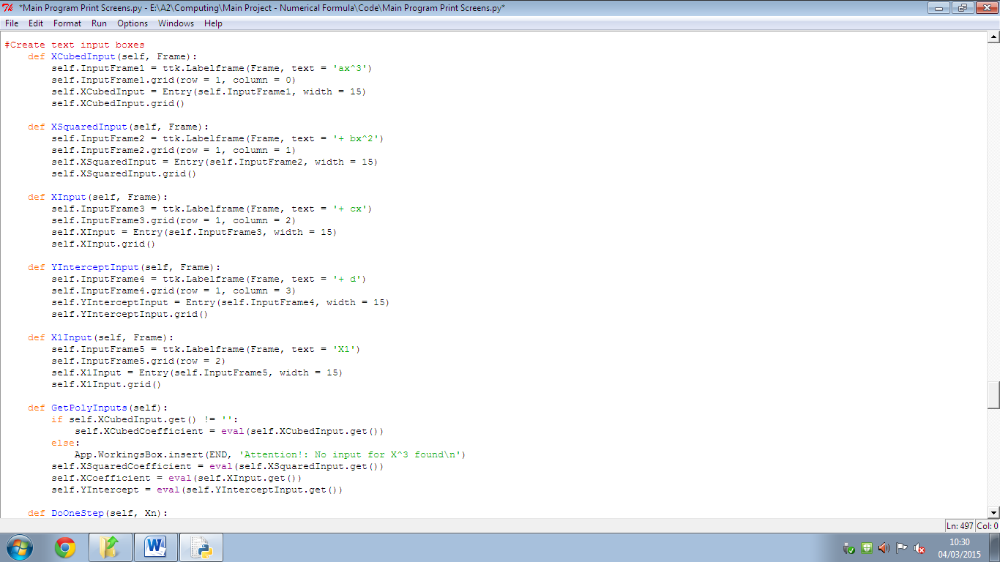 *Main Program Print Screens.py - E:\A2\Computing\Main Project - Numerical Formula\Code\Main Program Print Screens.py*
File Edit Format Run Options Windows Help
#Create text input boxes
    def XCubedInput(self, Frame):
        self.InputFrame1 = ttk.Labelframe(Frame, text = 'ax^3')
        self.InputFrame1.grid(row = 1, column = 0)
        self.XCubedInput = Entry(self.InputFrame1, width = 15)
        self.XCubedInput.grid()

    def XSquaredInput(self, Frame):
        self.InputFrame2 = ttk.Labelframe(Frame, text = '+ bx^2')
        self.InputFrame2.grid(row = 1, column = 1)
        self.XSquaredInput = Entry(self.InputFrame2, width = 15)
        self.XSquaredInput.grid()

    def XInput(self, Frame):
        self.InputFrame3 = ttk.Labelframe(Frame, text = '+ cx')
        self.InputFrame3.grid(row = 1, column = 2)
        self.XInput = Entry(self.InputFrame3, width = 15)
        self.XInput.grid()

    def YInterceptInput(self, Frame):
        self.InputFrame4 = ttk.Labelframe(Frame, text = '+ d')
        self.InputFrame4.grid(row = 1, column = 3)
        self.YInterceptInput = Entry(self.InputFrame4, width = 15)
        self.YInterceptInput.grid()

    def X1Input(self, Frame):
        self.InputFrame5 = ttk.Labelframe(Frame, text = 'X1')
        self.InputFrame5.grid(row = 2)
        self.X1Input = Entry(self.InputFrame5, width = 15)
        self.X1Input.grid()

    def GetPolyInputs(self):
        if self.XCubedInput.get() != '':
            self.XCubedCoefficient = eval(self.XCubedInput.get())
        else:
            App.WorkingsBox.insert(END, 'Attention!: No input for X^3 found\n')
        self.XSquaredCoefficient = eval(self.XSquaredInput.get())
        self.XCoefficient = eval(self.XInput.get())
        self.YIntercept = eval(self.YInterceptInput.get())

    def DoOneStep(self, Xn):
Ln: 497 Col: 0
10:30
04/03/2015